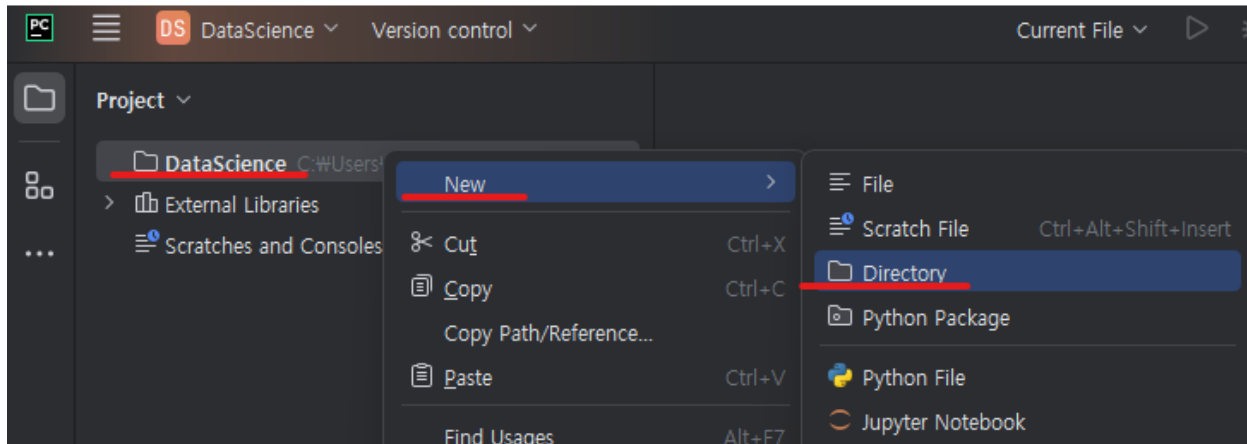 PC
DS DataScience Version control Current File
Project
DataScience C:₩Users₩
External Libraries
Scratches and Consoles
New
Cut Ctrl+X
Copy Ctrl+C
Copy Path/Reference...
Paste Ctrl+V
Find Usages Alt+F7
File
Scratch File Ctrl+Alt+Shift+Insert
Directory
Python Package
Python File
Jupyter Notebook